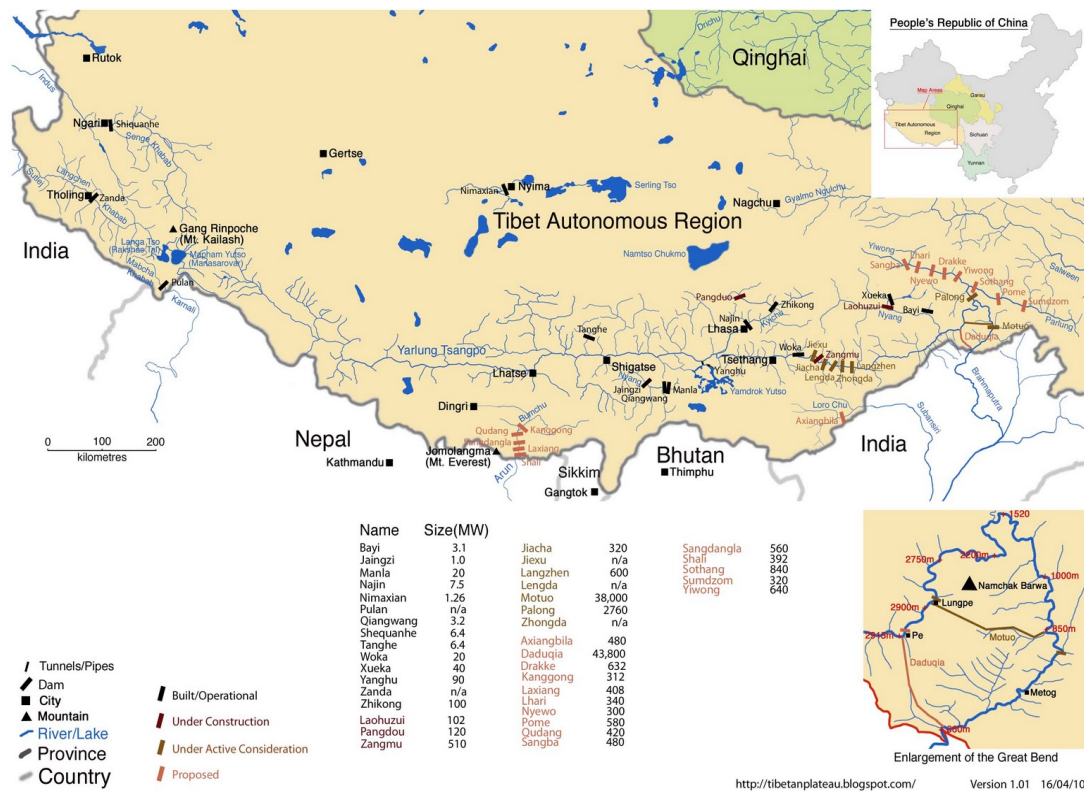 People's Republic of China
Map Areas
Gansu
Qinghai
Tibet Autonomous
Region
Sichuan
Yunnan
Drichu
Qinghai
Rutok
Indus
Ngari
Shiquanhe
Senge Khabab
Gertse
Nimaxian
Nyima
Serling Tso
Nagchu
Gyalmo Ngulchu
Sutlej
Langchen
Khabab
Tholing
Zanda
Tibet Autonomous Region
India
Gang Rinpoche
(Mt. Kailash)
Langa Tso
Mapham Yutso
(Manasarovar)
Mabcha
Khabab
Pulan
Karnali
Namtso Chukmo
Yiwong
Lhari
Drakke
Yiwong
Salween
Sangba
Nyewo
Sothang
Pome
Sumdzom
Palong
Parlung
Pangduo
Zhikong
Xueka
Laohuzui
Nyang
Bayi
Motuo
Daduqia
Najin
Lhasa
Kyichu
Tanghe
Yarlung Tsangpo
Woka
Jiexu
Zangmu
Tsethang
Jiacha
Langzhen
Lengda
Zhongda
Shigatse
Lhatse
Nyang
Jaingzi
Qiangwang
Manla
Yanghu
Yamdrok Yutso
Dingri
Bumchu
Qudang
Kanggong
Laxiang
Shali
Arun
Loro Chu
Axiangbila
Subansiri
Brahmaputra
India
Nepal
Jomolangma
(Mt. Everest)
Kathmandu
Sikkim
Gangtok
Bhutan
Thimphu
0 100 200
kilometres
Name Size(MW)
Bayi 3.1
Jaingzi 1.0
Manla 20
Najin 7.5
Nimaxian 1.26
Pulan n/a
Qiangwang 3.2
Shequanhe 6.4
Tanghe 6.4
Woka 20
Xueka 40
Yanghu 90
Zanda n/a
Zhikong 100
Laohuzui 102
Pangdou 120
Zangmu 510
Jiacha 320
Jiexu n/a
Langzhen 600
Lengda n/a
Motuo 38,000
Palong 2760
Zhongda n/a
Axiangbila 480
Daduqia 43,800
Drakke 632
Kanggong 312
Laxiang 408
Lhari 340
Nyewo 300
Pome 580
Qudang 420
Sangba 480
Sangdangla 560
Shali 392
Sothang 840
Sumdzom 320
Yiwong 640
Tunnels/Pipes
Dam
City
Mountain
River/Lake
Province
Country
Built/Operational
Under Construction
Under Active Consideration
Proposed
1520
2200m
2750m
1000m
Namchak Barwa
Lungpe
2900m
850m
Pe
Motuo
Daduqia
Metog
Enlargement of the Great Bend
http://tibetanplateau.blogspot.com/ Version 1.01 16/04/10